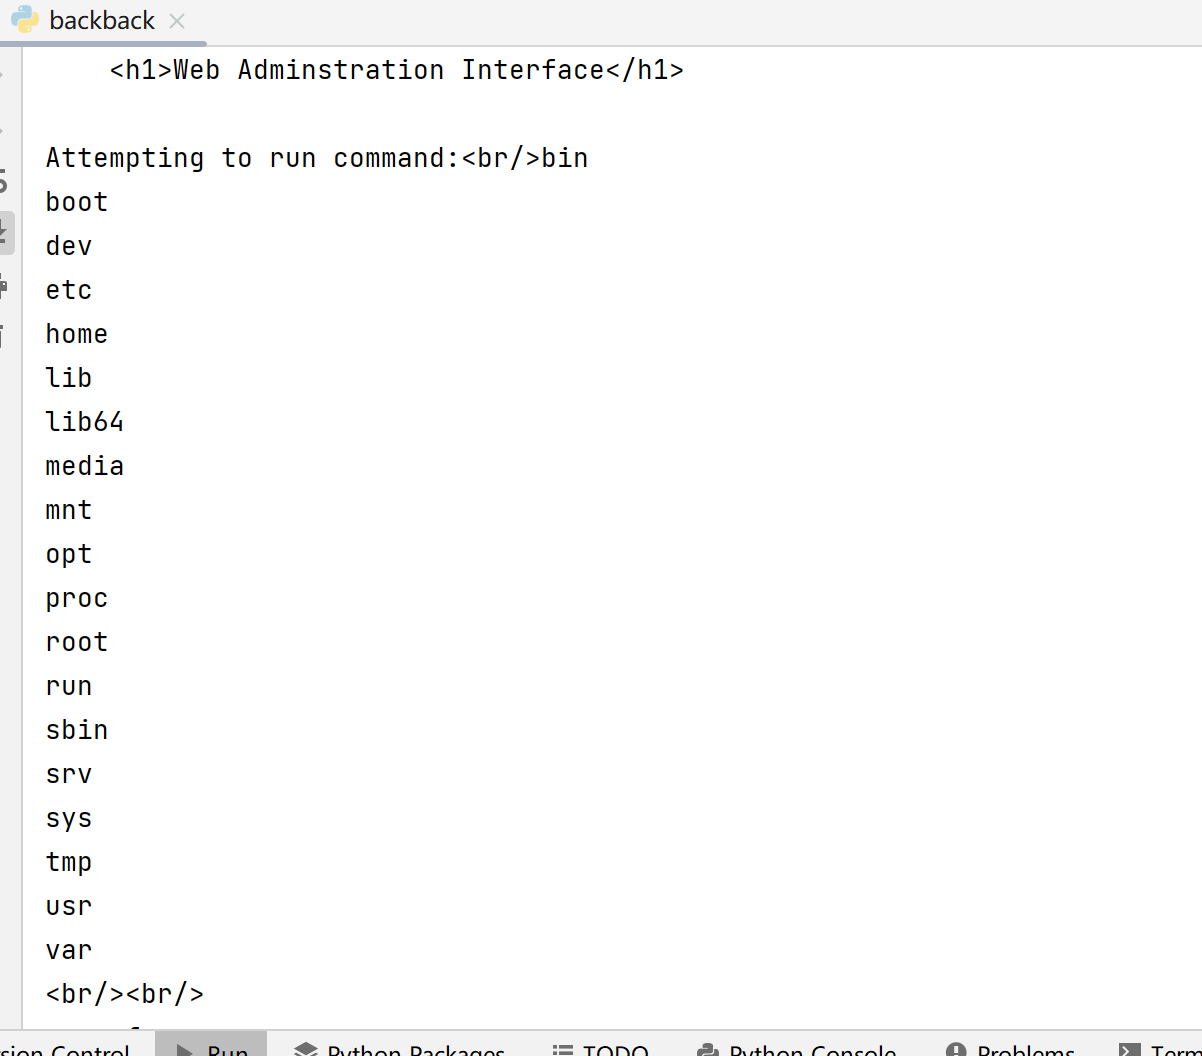 backback
<h1>Web Adminstration Interface</h1>
Attempting to run command:<br/>bin
boot
dev
etc
home
lib
lib64
media
mnt
opt
proc
root
run
sbin
srv
sys
tmp
usr
var
<br/><br/>
Control Run Python Packages TODO Python Console Problems